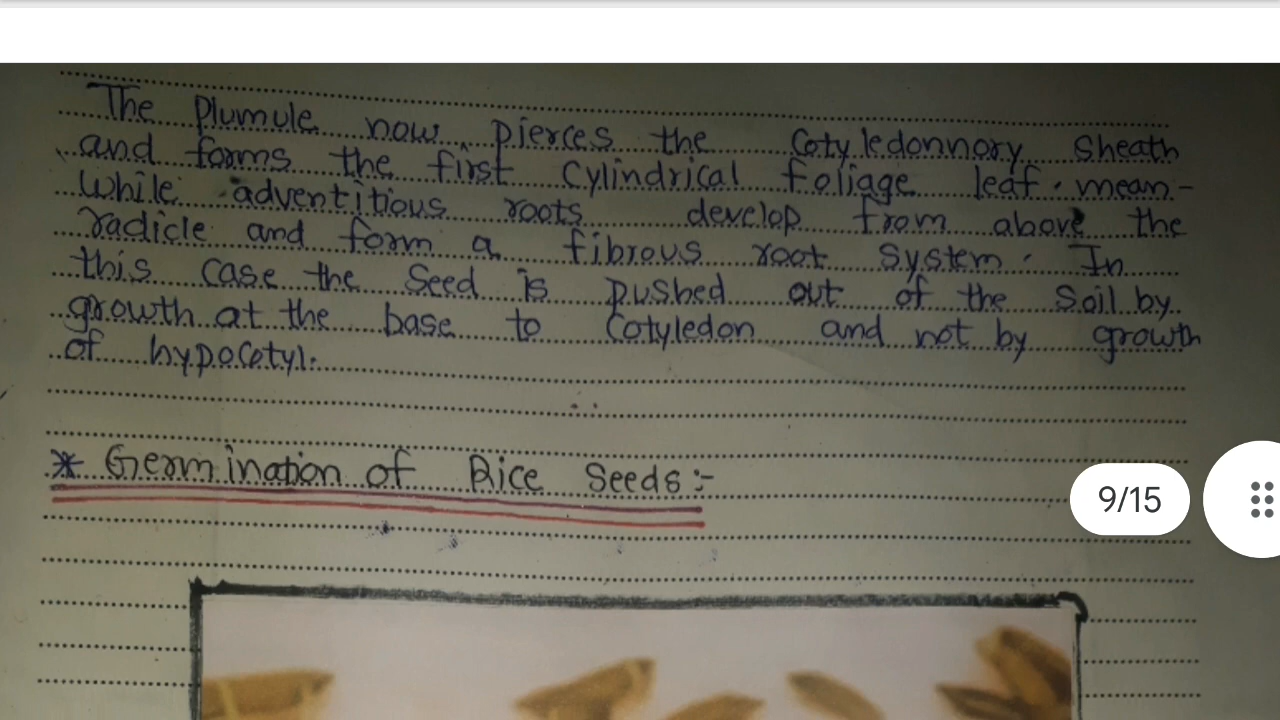 The Plumule now pierces the Cotyledonnory Sheath
and forms the first Cylindrical foliage leaf. mean-
while adventitious roots develop from above the
radicle and form a fibrous root System. In
this case the Seed is pushed out of the Soil by
growth at the base to Cotyledon and not by growth
of hypocotyl.
* Germination of Rice Seeds :-
9/15